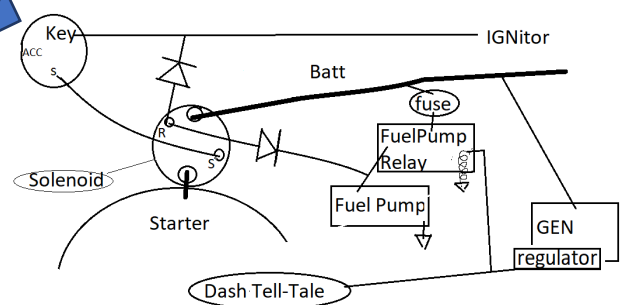 Key
IGNitor
ACC
S
Batt
fuse
R
FuelPump
Relay
S
Solenoid
Fuel Pump
Starter
GEN
regulator
Dash Tell-Tale